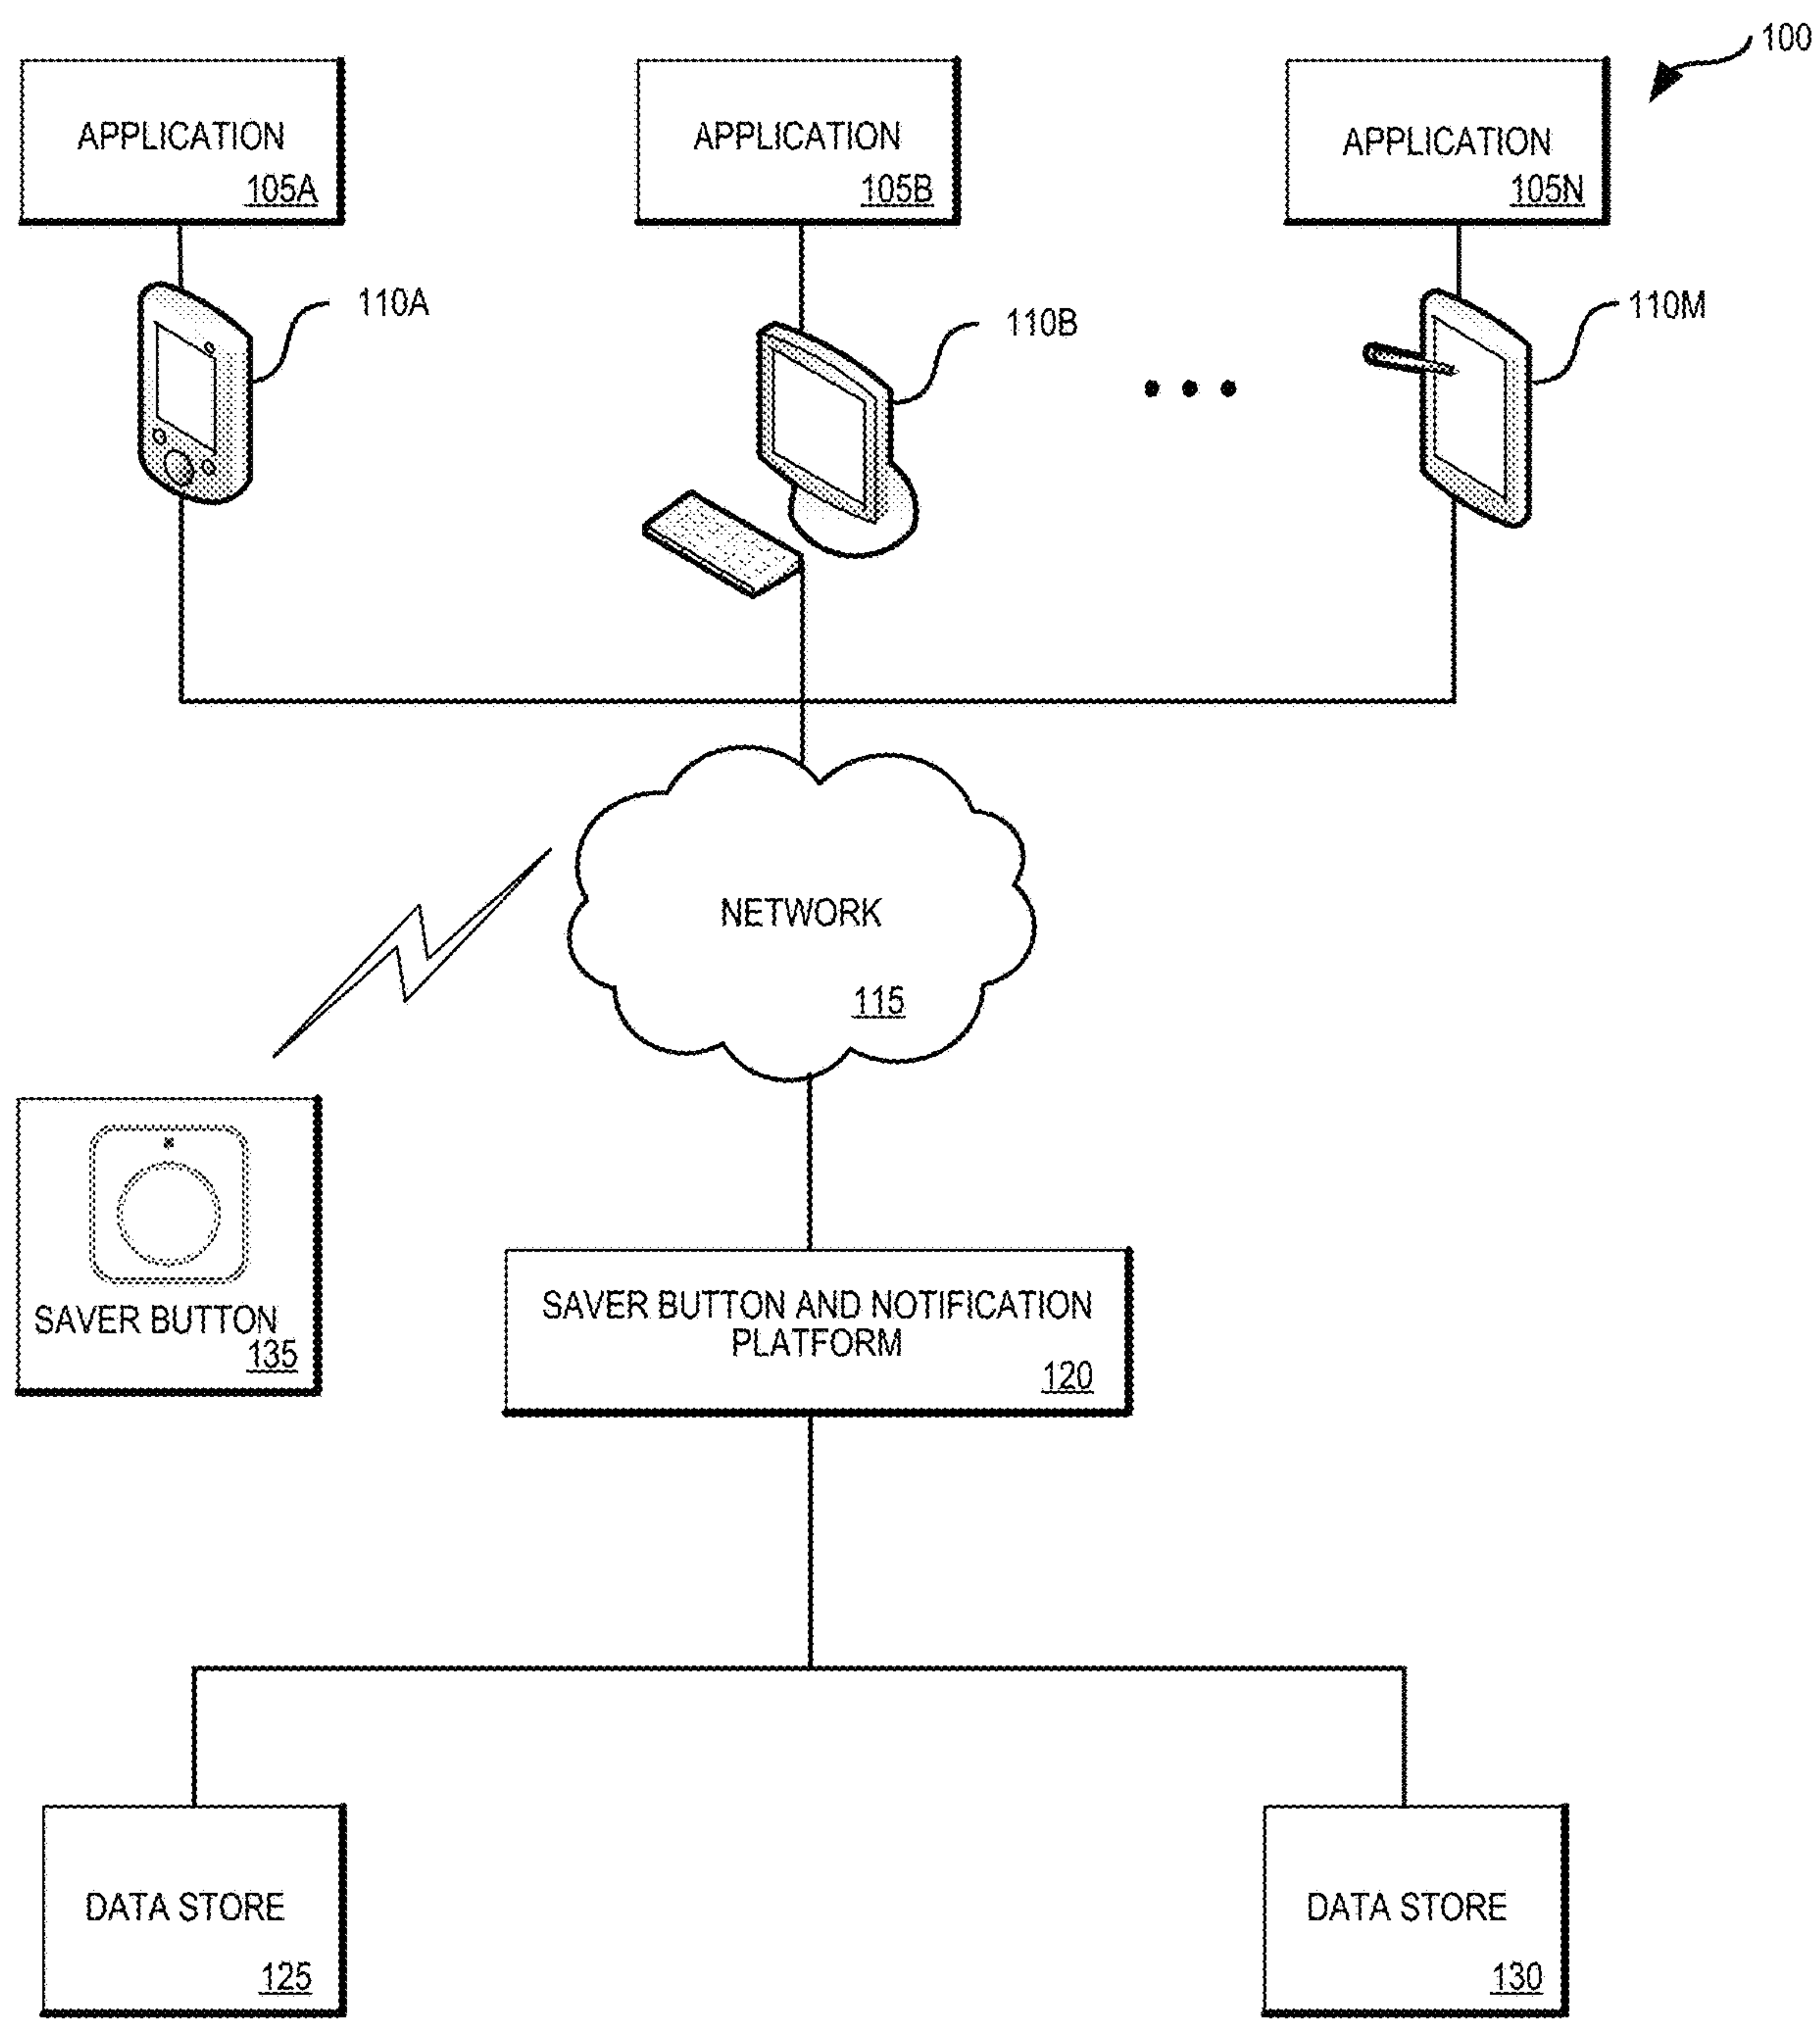 100
APPLICATION
105A
APPLICATION
105B
APPLICATION
105N
110A
110B
110M
NETWORK
115
SAVER BUTTON
135
SAVER BUTTON AND NOTIFICATION
PLATFORM
120
DATA STORE
125
DATA STORE
130